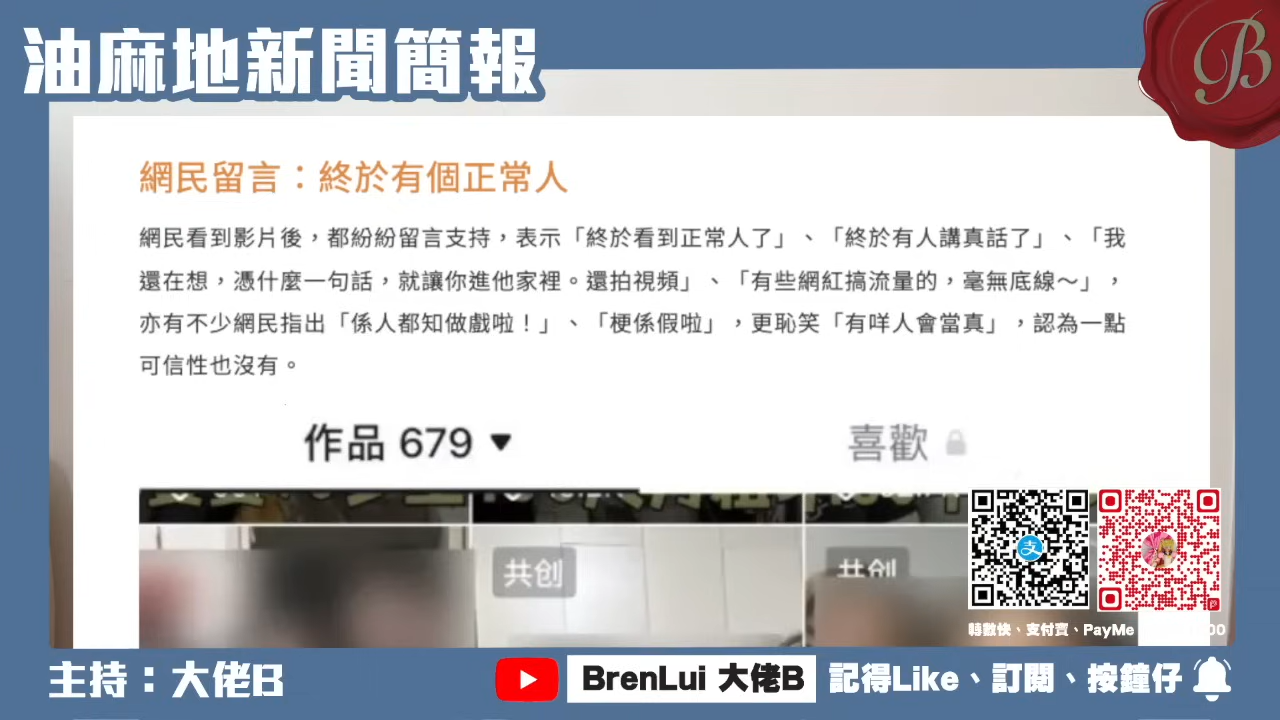 油麻地新聞簡報
B
網民留言：終於有個正常人
網民看到影片後，都紛紛留言支持，表示「終於看到正常人了」、「終於有人講真話了」、「我
還在想，憑什麼一句話，就讓你進他家裡。還拍視頻」、「有些網紅搞流量的，毫無底線～」，
亦有不少網民指出「係人都知做戲啦！」、「梗係假啦」，更恥笑「有咩人會當真」，認為一點
可信性也沒有。
作品 679 ▼
喜歡
共创
共创
支
轉數快、支付寶、PayMe
主持：大佬B
BrenLui 大佬B
記得Like、訂閱、按鐘仔